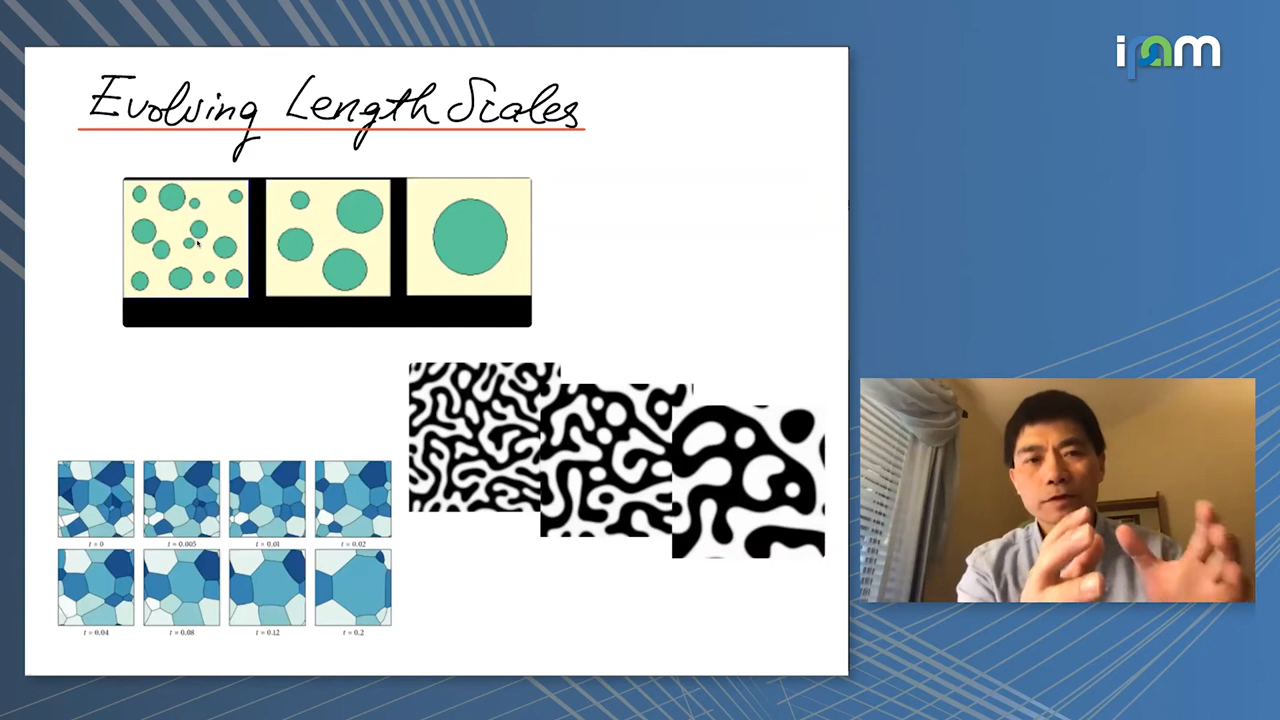 ipam
Evolving Length Scales
t = 0
t = 0.005
t = 0.01
t = 0.02
t = 0.04
t = 0.08
t = 0.12
t = 0.2